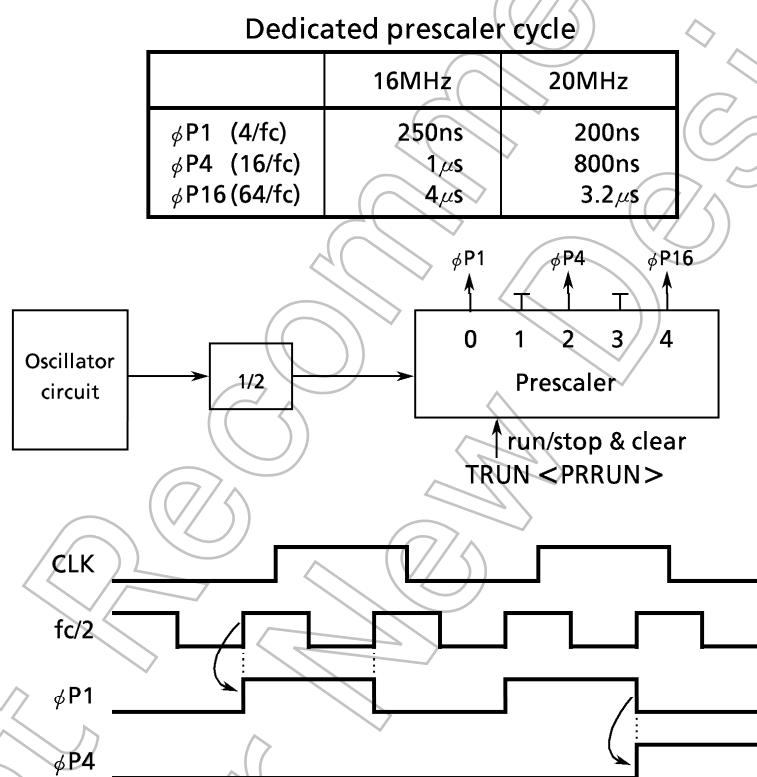 Dedicated prescaler cycle
16MHz 20MHz
ϕP1 (4/fc) 250ns 200ns
ϕP4 (16/fc) 1μs 800ns
ϕP16 (64/fc) 4μs 3.2μs
ϕP1 ϕP4 ϕP16
0 1 2 3 4
Oscillator
circuit
1/2
Prescaler
run/stop & clear
TRUN <PRRUN>
CLK
fc/2
ϕP1
ϕP4